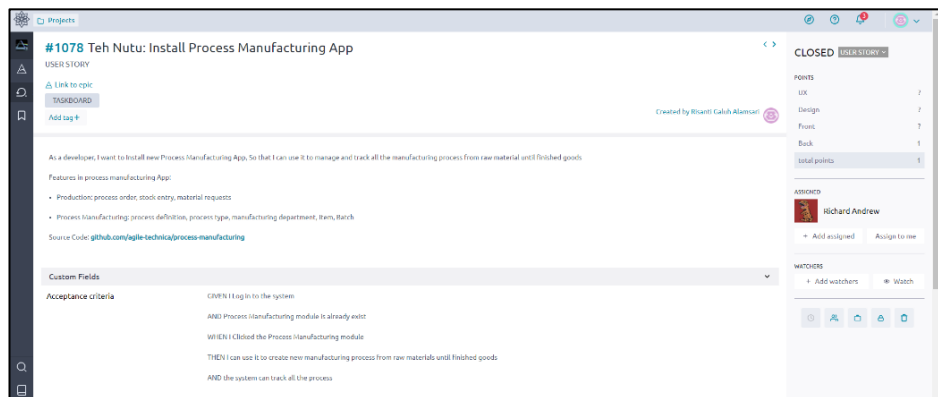 Projects
3
#1078 Teh Nutu: Install Process Manufacturing App
USER STORY
Link to epic
TASKBOARD
Add tag +
Created by Risanti Galuh Alamsari
As a developer, I want to Install new Process Manufacturing App, So that I can use it to manage and track all the manufacturing process from raw material until finished goods
Features in process manufacturing App:
• Production: process order, stock entry, material requests
• Process Manufacturing: process definition, process type, manufacturing department, Item, Batch
Source Code: github.com/agile-technica/process-manufacturing
Custom Fields
Acceptance criteria
GIVEN I Log in to the system
AND Process Manufacturing module is already exist
WHEN I Clicked the Process Manufacturing module
THEN I can use it to create new manufacturing process from raw materials until finished goods
AND the system can track all the process
CLOSED USER STORY
POINTS
UX ?
Design ?
Front ?
Back 1
total points 1
ASSIGNED
Richard Andrew
+ Add assigned Assign to me
WATCHERS
+ Add watchers Watch